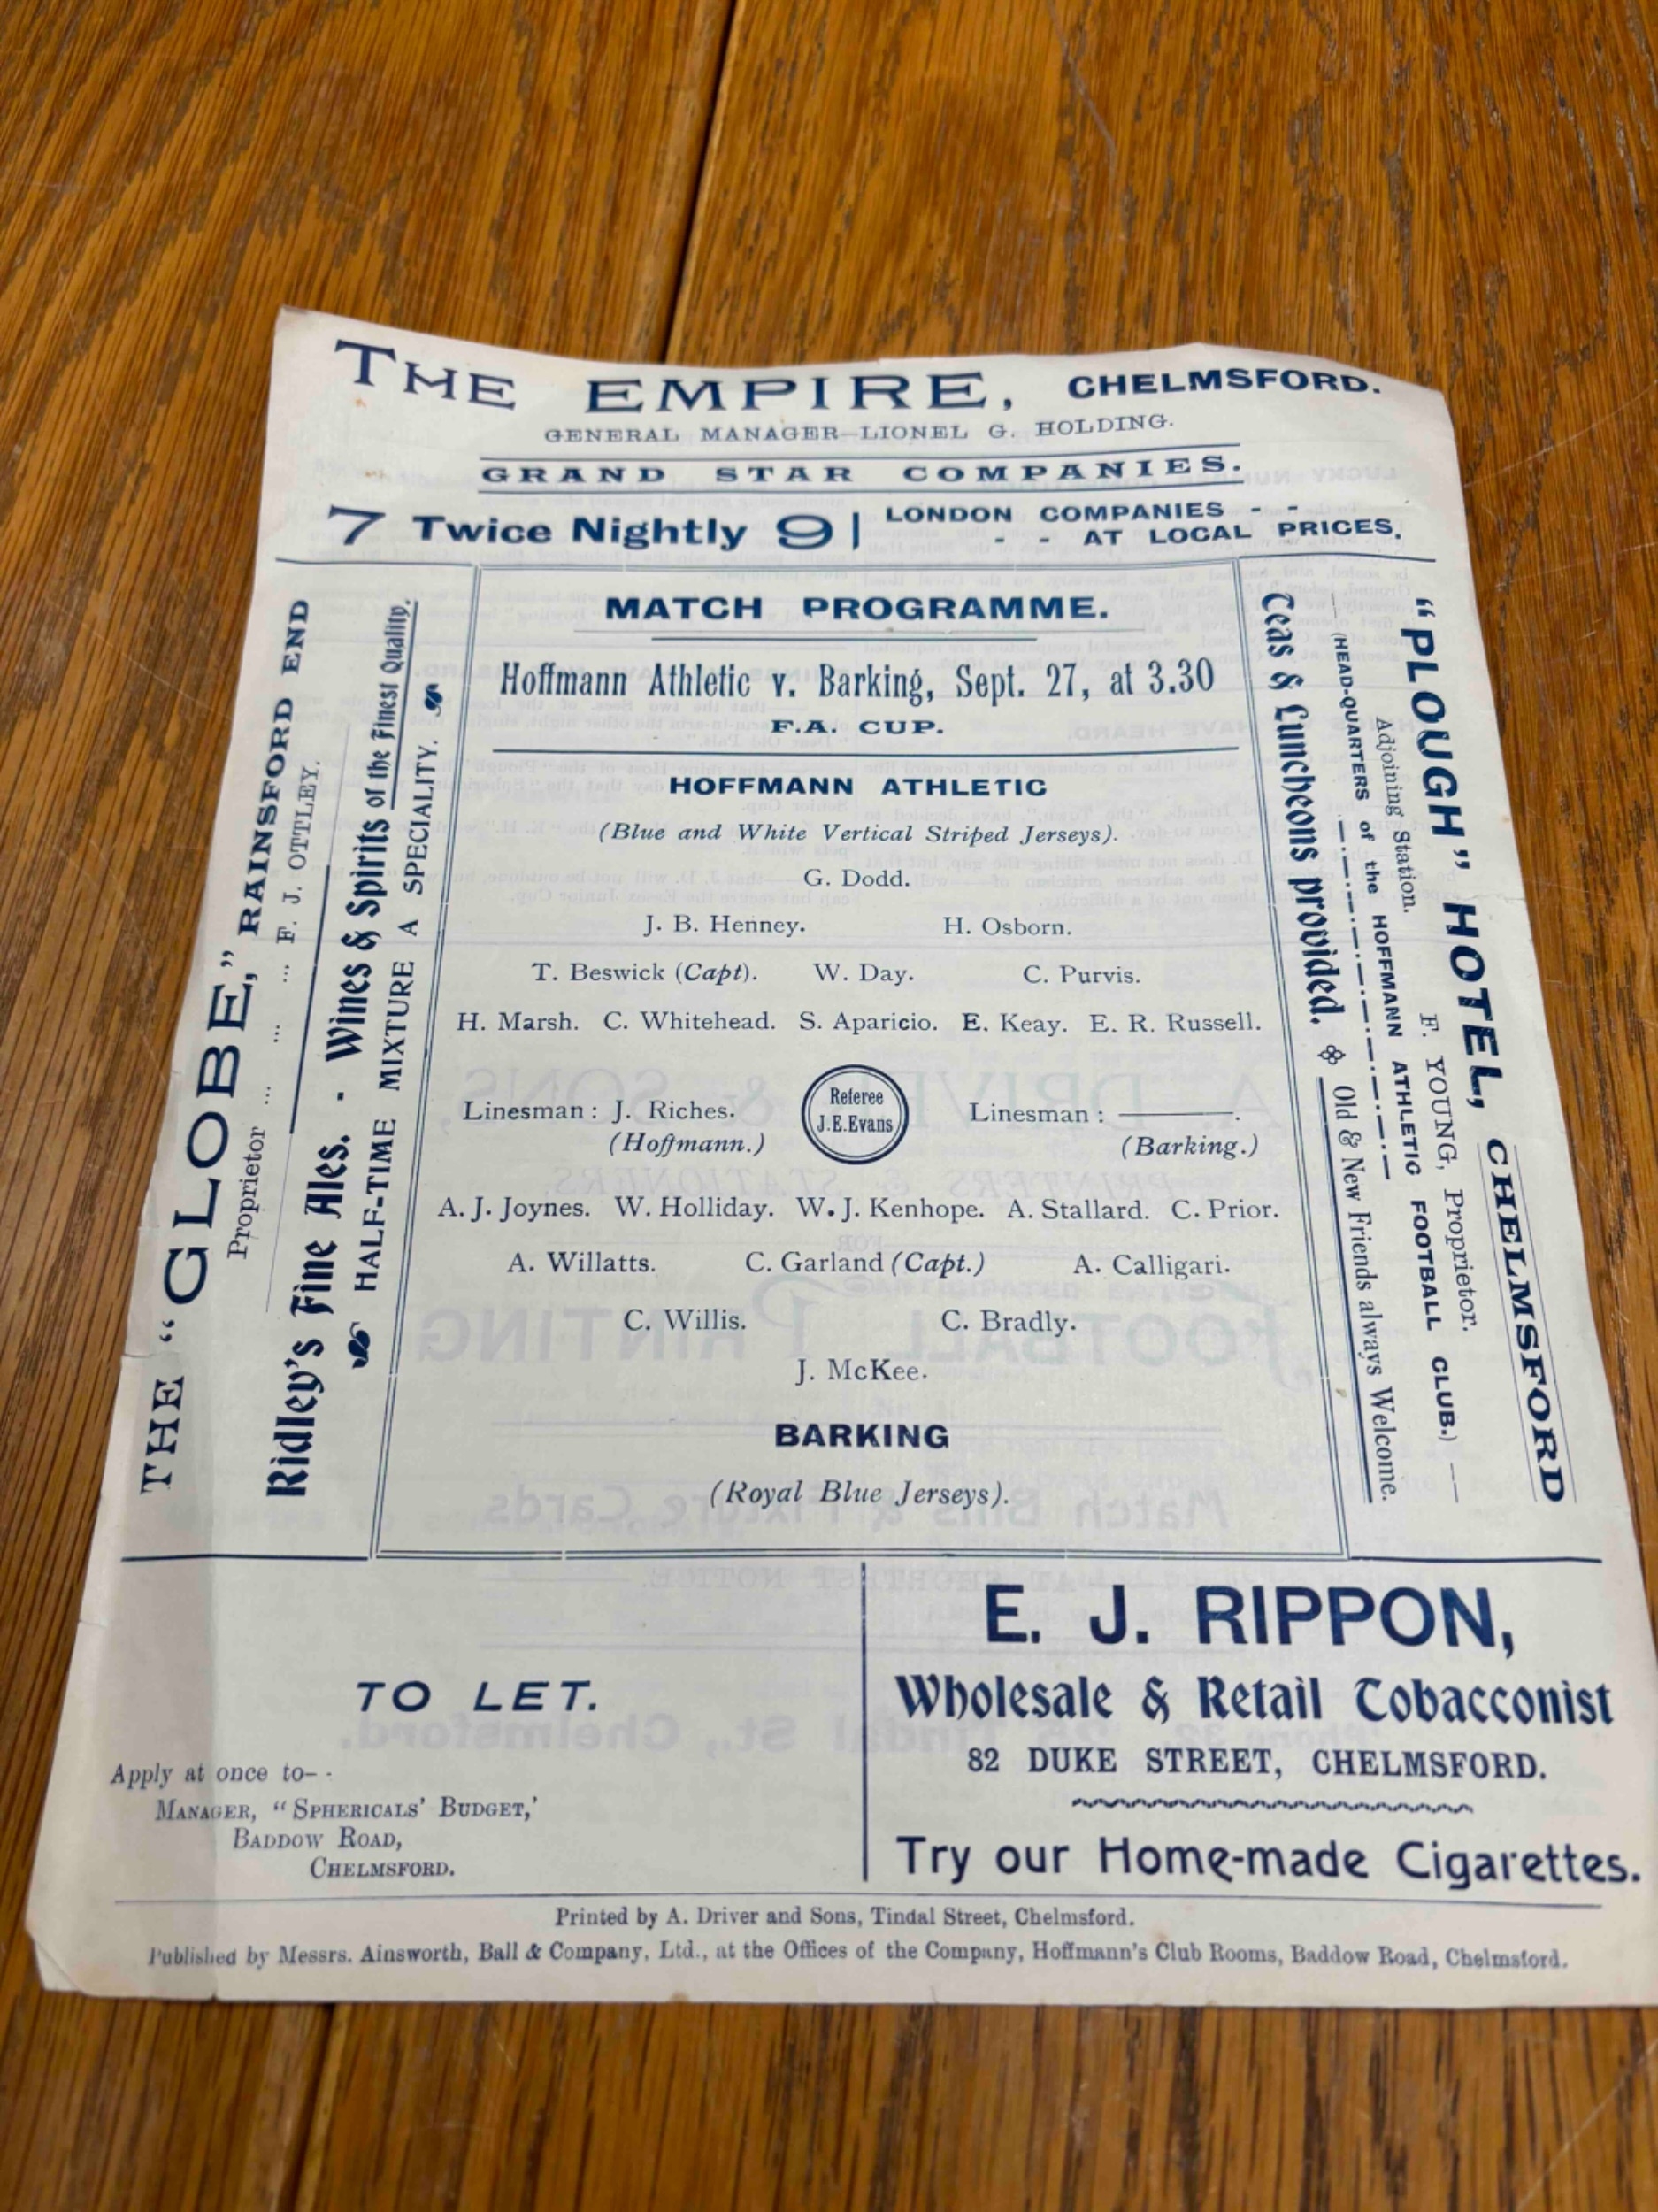 THE EMPIRE, CHELMSFORD.
GENERAL MANAGER—LIONEL G. HOLDING.
GRAND STAR COMPANIES.
7 Twice Nightly 9 | LONDON COMPANIES - -
- - AT LOCAL PRICES.
THE "GLOBE," RAINSFORD END
Proprietor ... ... ... F. J. OTTLEY.
Ridley's Fine Ales. - Wines & Spirits of the Finest Quality.
HALF-TIME MIXTURE A SPECIALITY.
MATCH PROGRAMME.
Hoffmann Athletic v. Barking, Sept. 27, at 3.30
F.A. CUP.
HOFFMANN ATHLETIC
(Blue and White Vertical Striped Jerseys).
G. Dodd.
J. B. Henney. H. Osborn.
T. Beswick (Capt). W. Day. C. Purvis.
H. Marsh. C. Whitehead. S. Aparicio. E. Keay. E. R. Russell.
Linesman: J. Riches.
(Hoffmann.)
Referee
J.E.Evans
Linesman: ———.
(Barking.)
A. J. Joynes. W. Holliday. W. J. Kenhope. A. Stallard. C. Prior.
A. Willatts. C. Garland (Capt.) A. Calligari.
C. Willis. C. Bradly.
J. McKee.
BARKING
(Royal Blue Jerseys).
"PLOUGH" HOTEL, CHELMSFORD
Adjoining Station. F. YOUNG, Proprietor.
(HEAD-QUARTERS of the HOFFMANN ATHLETIC FOOTBALL CLUB.) —
Teas & Luncheons provided. Old & New Friends always Welcome.
TO LET.
Apply at once to- -
MANAGER, "SPHERICALS' BUDGET,'
BADDOW ROAD,
CHELMSFORD.
E. J. RIPPON,
Wholesale & Retail Tobacconist
82 DUKE STREET, CHELMSFORD.
Try our Home-made Cigarettes.
Printed by A. Driver and Sons, Tindal Street, Chelmsford.
Published by Messrs. Ainsworth, Ball & Company, Ltd., at the Offices of the Company, Hoffmann's Club Rooms, Baddow Road, Chelmsford.